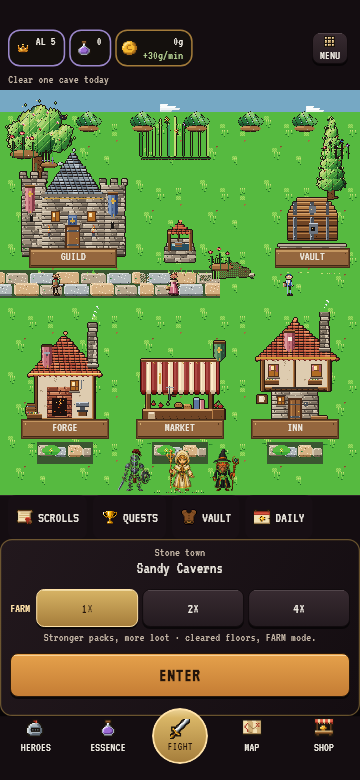 AL 5
0
0g
+30g/min
MENU
Clear one cave today
GUILD
VAULT
FORGE
MARKET
INN
SCROLLS
QUESTS
VAULT
DAILY
Stone town
Sandy Caverns
FARM
1X
2X
4X
Stronger packs, more loot · cleared floors, FARM mode.
ENTER
HEROES
ESSENCE
FIGHT
MAP
SHOP